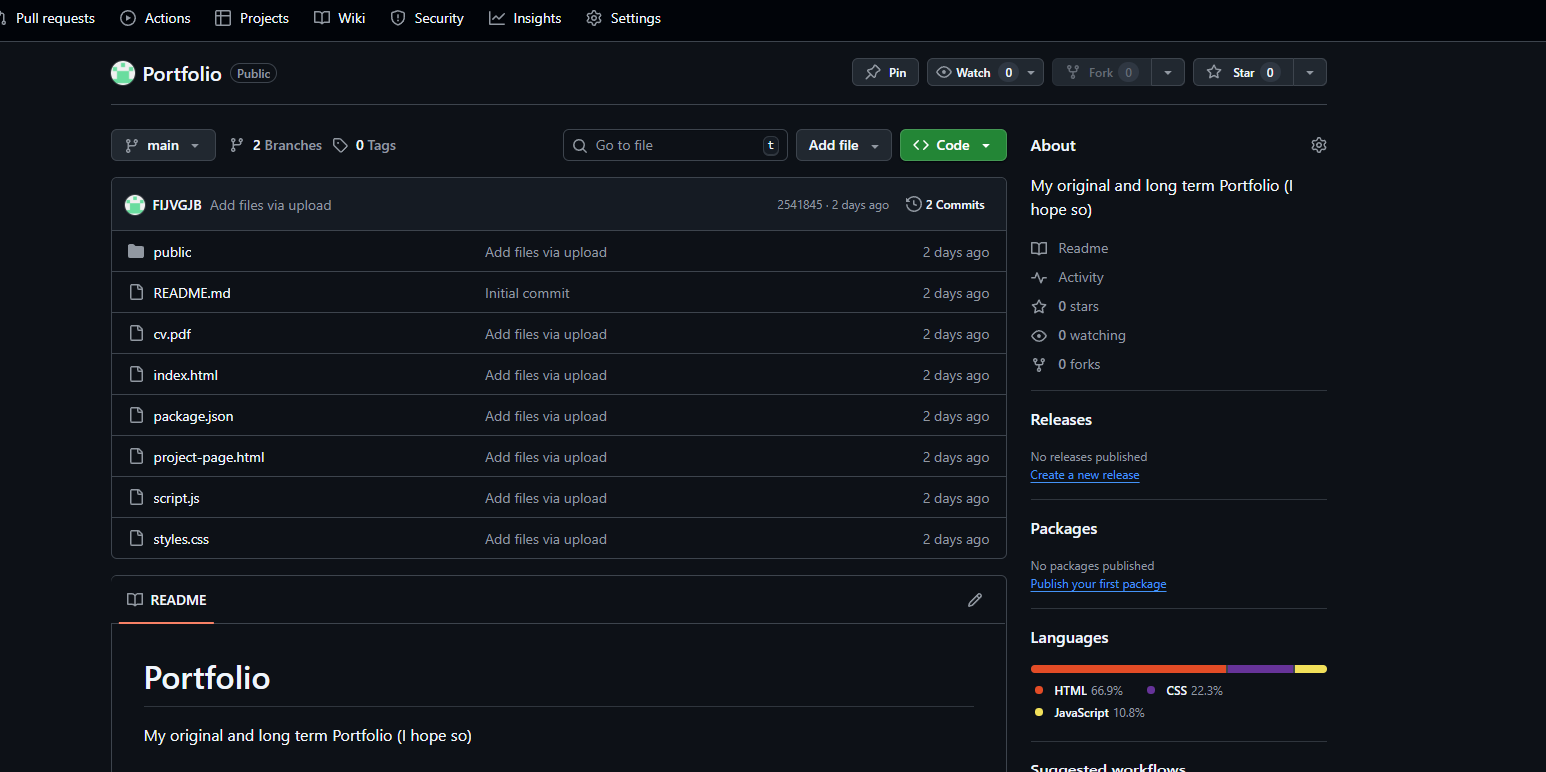 Pull requests Actions Projects Wiki Security Insights Settings
Portfolio Public Pin Watch 0 Fork 0 Star 0
main 2 Branches 0 Tags Go to file t Add file Code
FIJVGJB Add files via upload 2541845 · 2 days ago 2 Commits
public Add files via upload 2 days ago
README.md Initial commit 2 days ago
cv.pdf Add files via upload 2 days ago
index.html Add files via upload 2 days ago
package.json Add files via upload 2 days ago
project-page.html Add files via upload 2 days ago
script.js Add files via upload 2 days ago
styles.css Add files via upload 2 days ago
README
Portfolio
My original and long term Portfolio (I hope so)
About
My original and long term Portfolio (I
hope so)
Readme
Activity
0 stars
0 watching
0 forks
Releases
No releases published
Create a new release
Packages
No packages published
Publish your first package
Languages
HTML 66.9% CSS 22.3%
JavaScript 10.8%
Suggested workflows